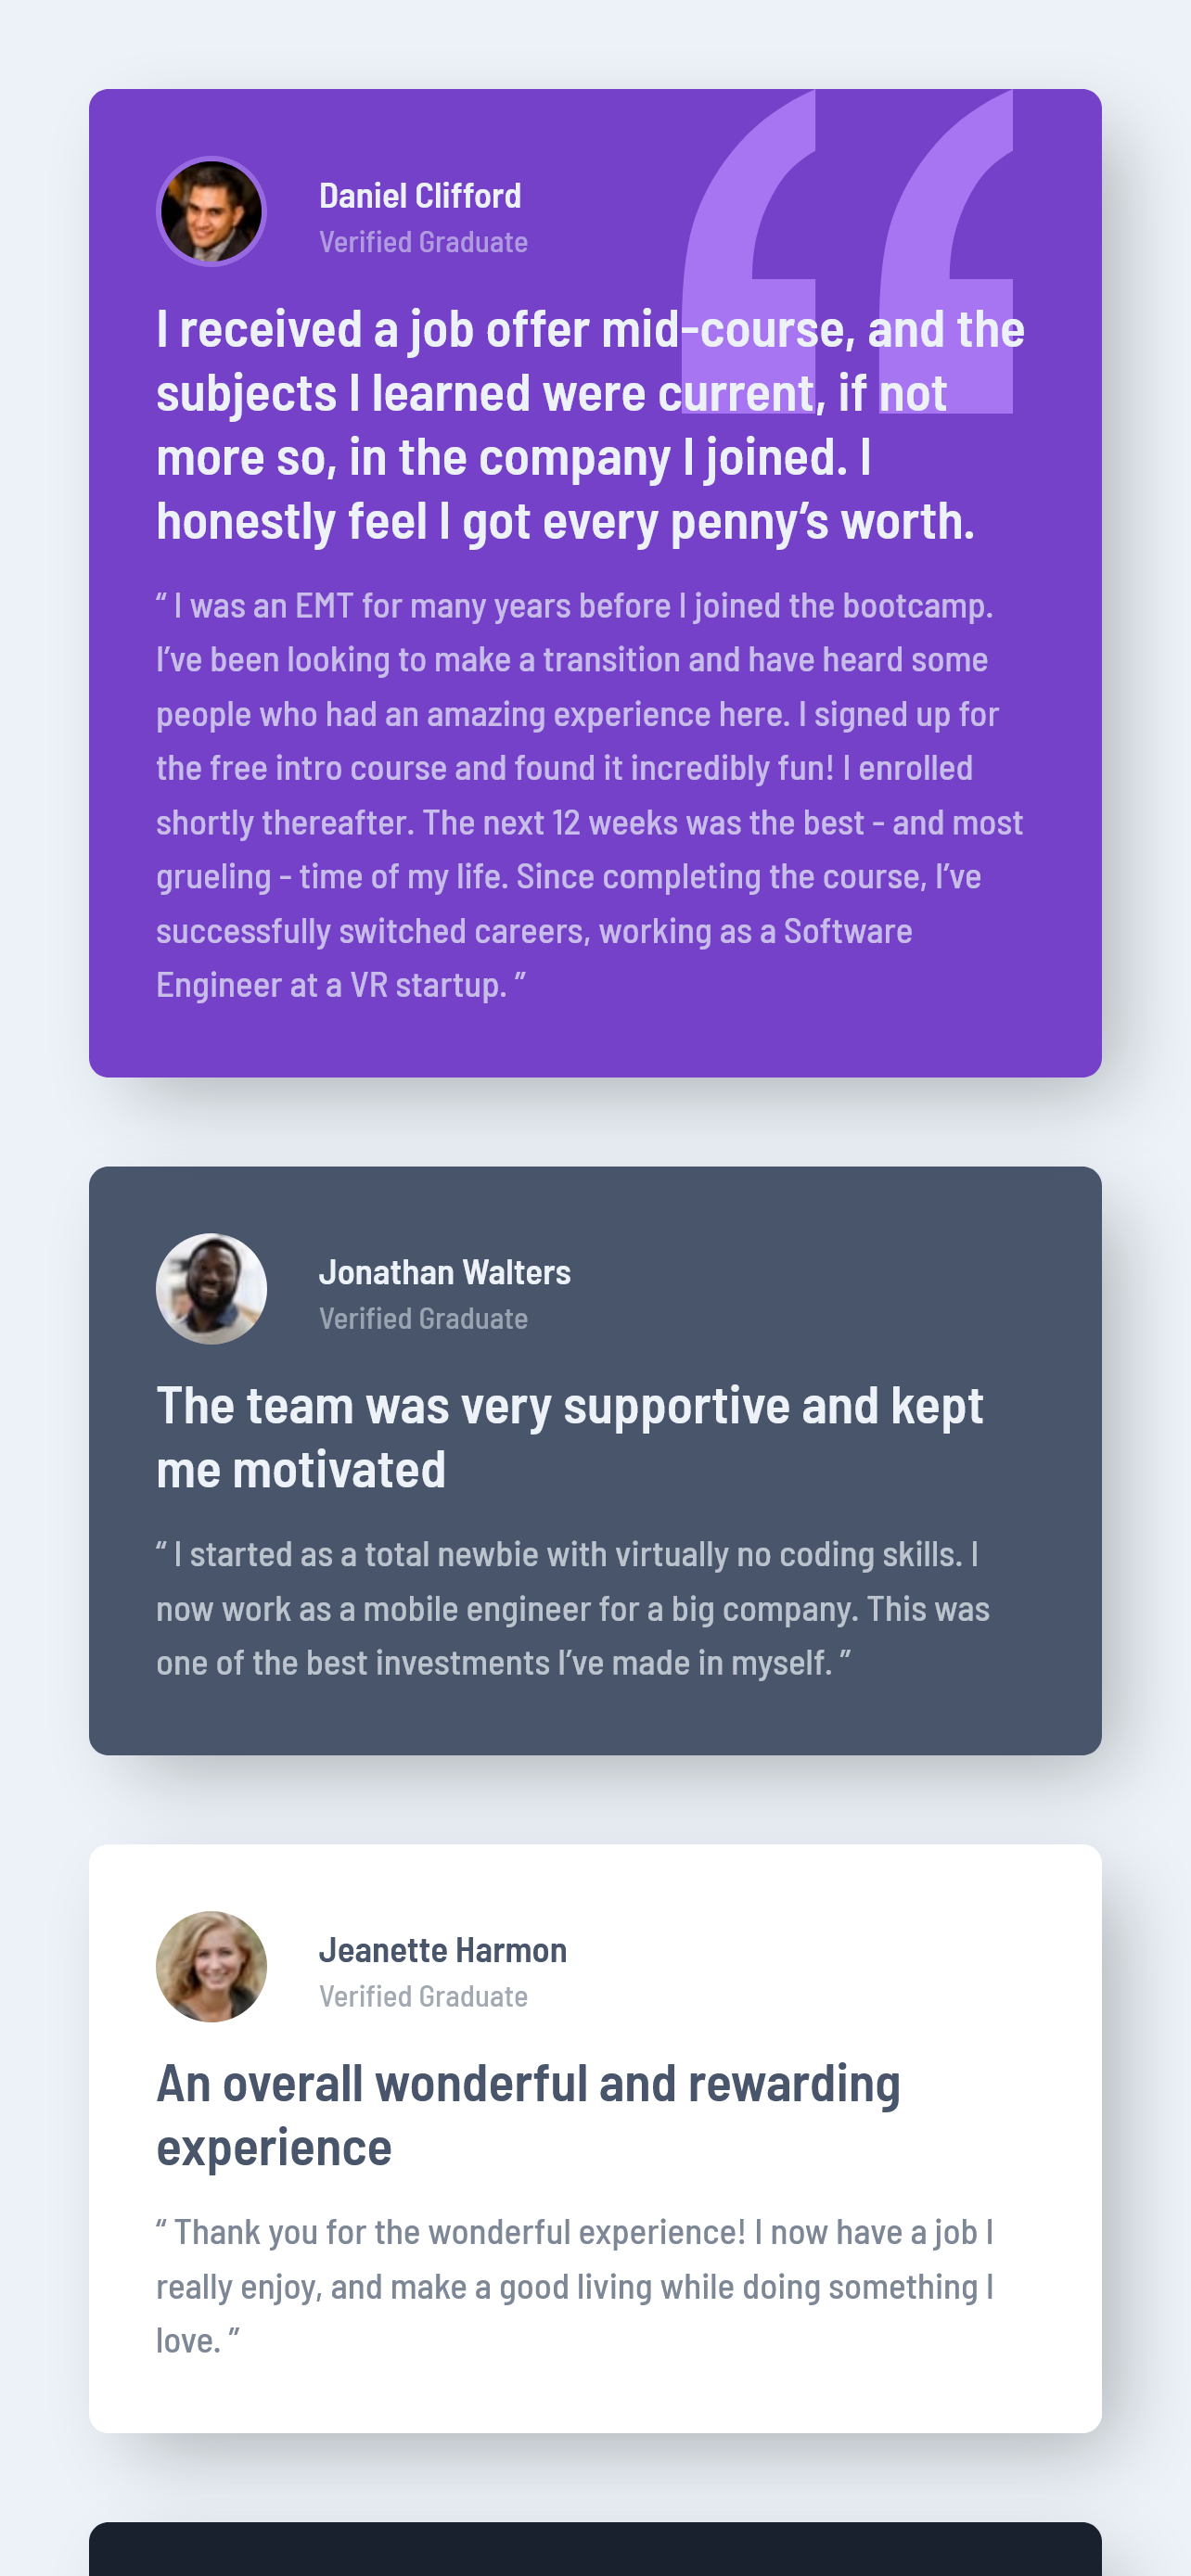 Daniel Clifford
Verified Graduate
I received a job offer mid-course, and the
subjects I learned were current, if not
more so, in the company I joined. I
honestly feel I got every penny’s worth.
“ I was an EMT for many years before I joined the bootcamp.
I’ve been looking to make a transition and have heard some
people who had an amazing experience here. I signed up for
the free intro course and found it incredibly fun! I enrolled
shortly thereafter. The next 12 weeks was the best - and most
grueling - time of my life. Since completing the course, I’ve
successfully switched careers, working as a Software
Engineer at a VR startup. ”
Jonathan Walters
Verified Graduate
The team was very supportive and kept
me motivated
“ I started as a total newbie with virtually no coding skills. I
now work as a mobile engineer for a big company. This was
one of the best investments I’ve made in myself. ”
Jeanette Harmon
Verified Graduate
An overall wonderful and rewarding
experience
“ Thank you for the wonderful experience! I now have a job I
really enjoy, and make a good living while doing something I
love. ”